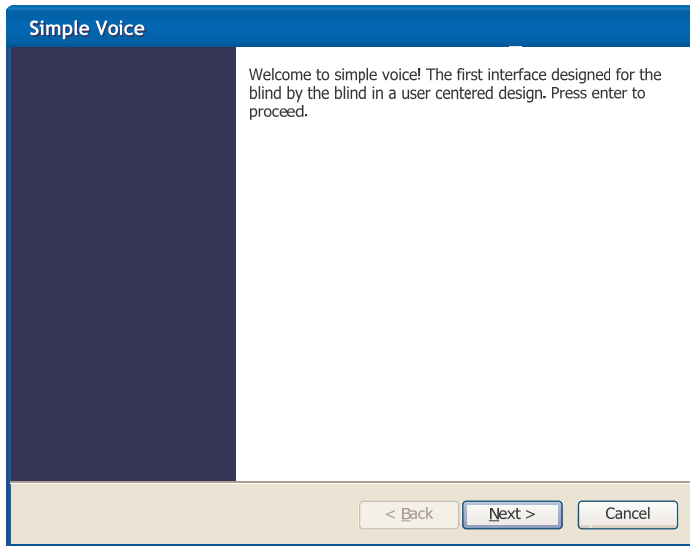 Simple Voice
Welcome to simple voice! The first interface designed for the
blind by the blind in a user centered design. Press enter to
proceed.
< Back
Next >
Cancel